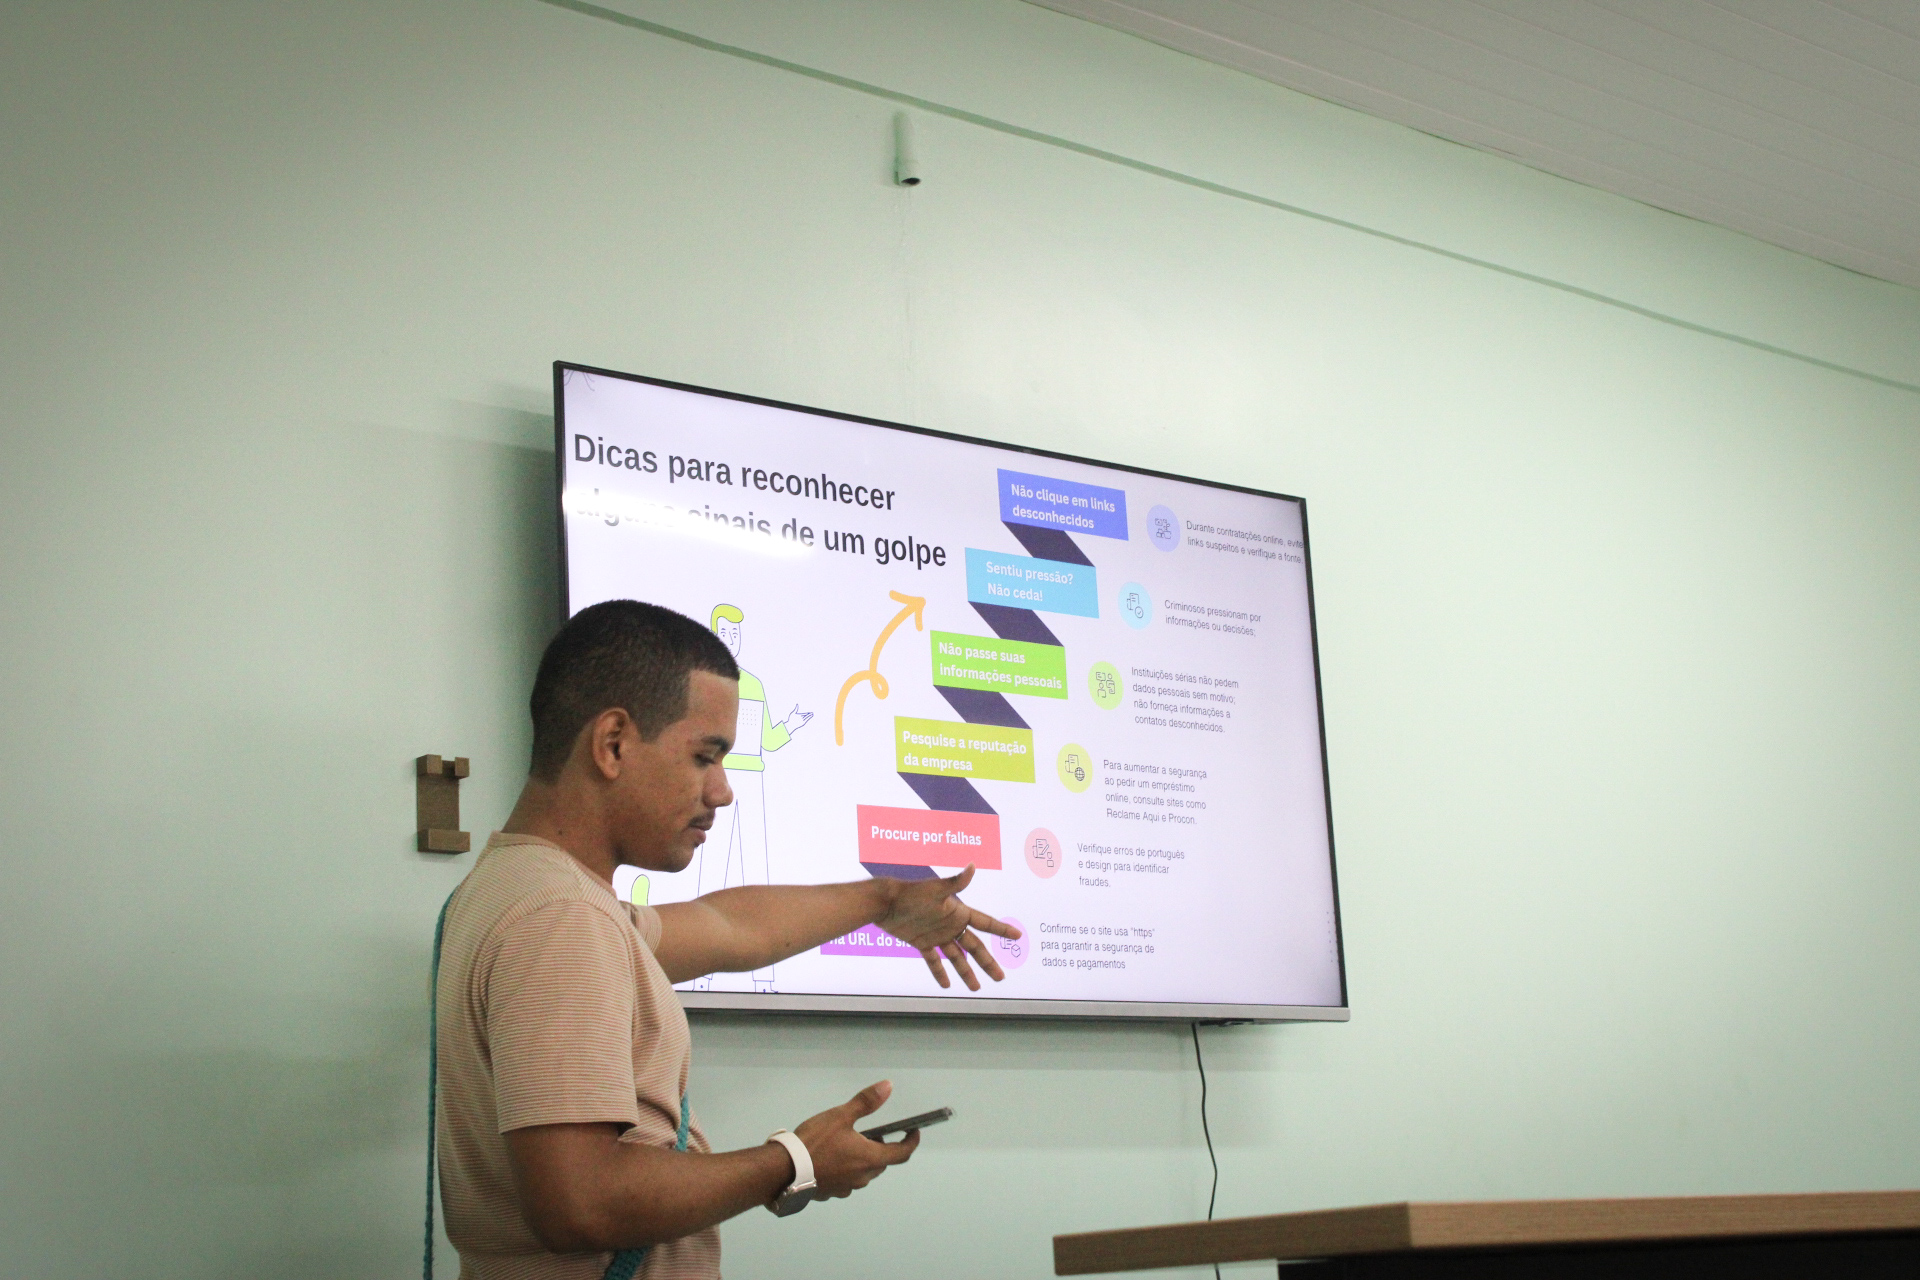 Dicas para reconhecer
sinais de um golpe
Não clique em links
desconhecidos
Durante contratações online, evite
links suspeitos e verifique a fonte.
Sentiu pressão?
Não ceda!
Criminosos pressionam por
informações ou decisões;
Não passe suas
informações pessoais
Instituições sérias não pedem
dados pessoais sem motivo;
não forneça informações a
contatos desconhecidos.
Pesquise a reputação
da empresa
Para aumentar a segurança
ao pedir um empréstimo
online, consulte sites como
Reclame Aqui e Procon.
Procure por falhas
Verifique erros de português
e design para identificar
fraudes.
na URL do
Confirme se o site usa "https"
para garantir a segurança de
dados e pagamentos